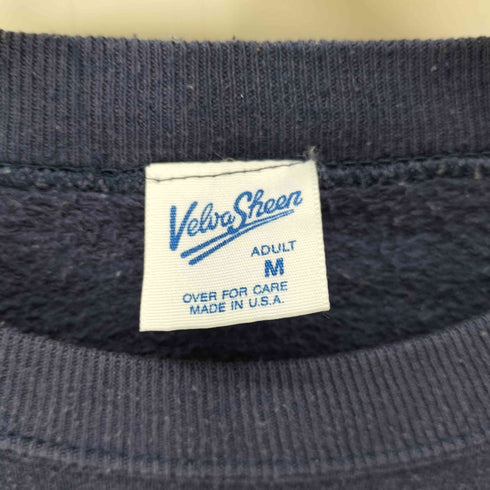 Velva Sheen
ADULT
M
OVER FOR CARE
MADE IN U.S.A.